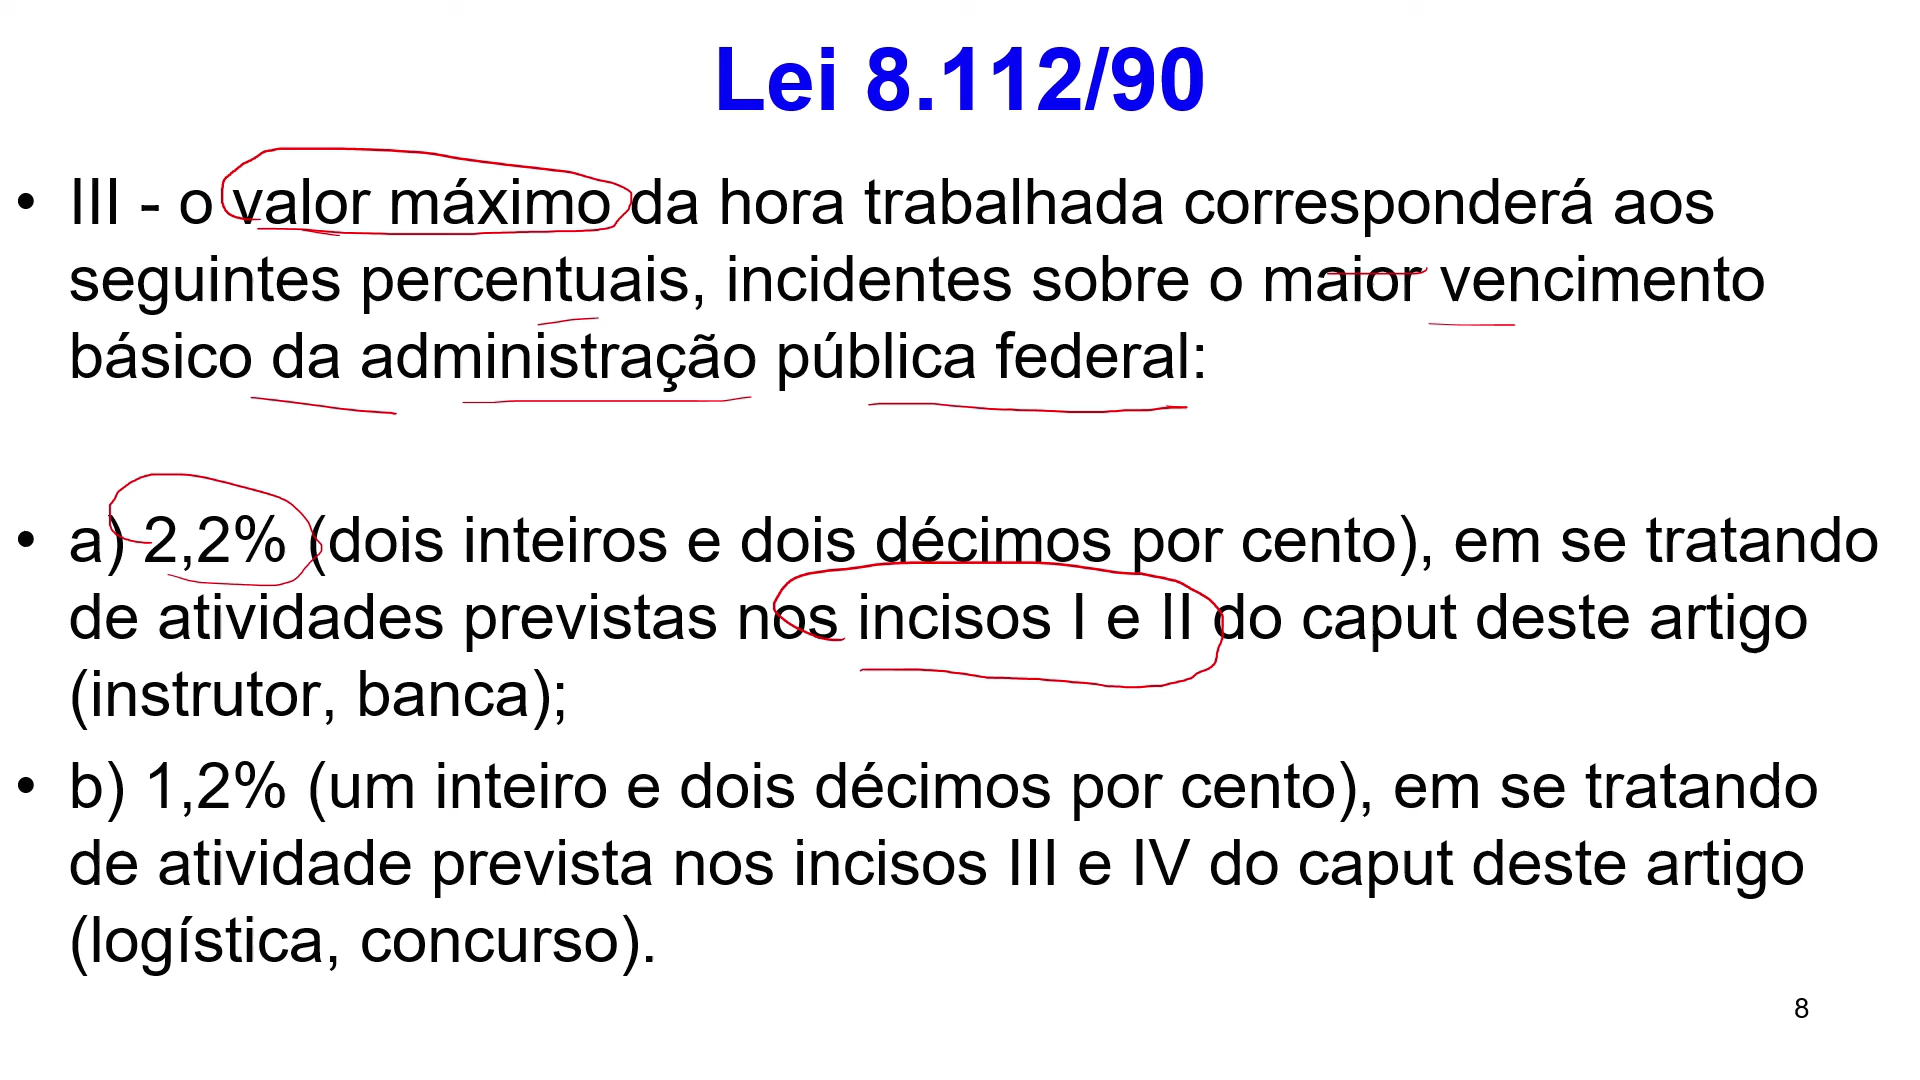 Lei 8.112/90
• III - o valor máximo da hora trabalhada corresponderá aos
seguintes percentuais, incidentes sobre o maior vencimento
básico da administração pública federal:
• a) 2,2% (dois inteiros e dois décimos por cento), em se tratando
de atividades previstas nos incisos I e II do caput deste artigo
(instrutor, banca);
• b) 1,2% (um inteiro e dois décimos por cento), em se tratando
de atividade prevista nos incisos III e IV do caput deste artigo
(logística, concurso).
8